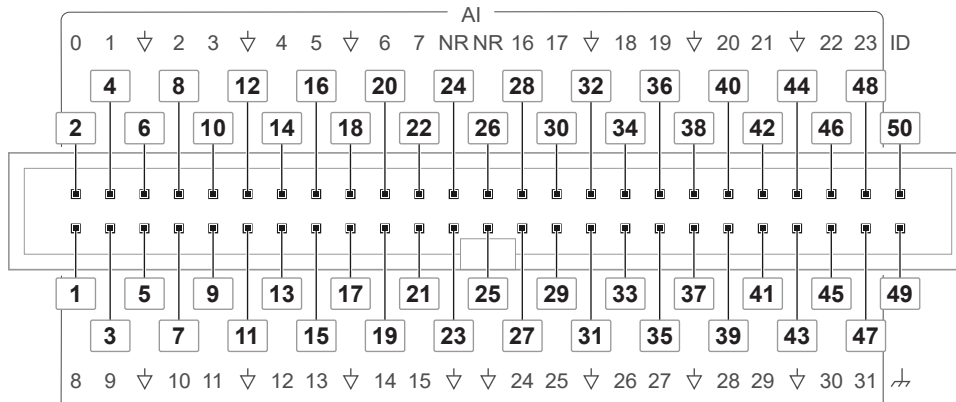 AI
0 1 2 3 4 5 6 7 NR NR 16 17 18 19 20 21 22 23 ID
4 8 12 16 20 24 28 32 36 40 44 48
2 6 10 14 18 22 26 30 34 38 42 46 50
1 5 9 13 17 21 25 29 33 37 41 45 49
3 7 11 15 19 23 27 31 35 39 43 47
8 9 10 11 12 13 14 15 24 25 26 27 28 29 30 31